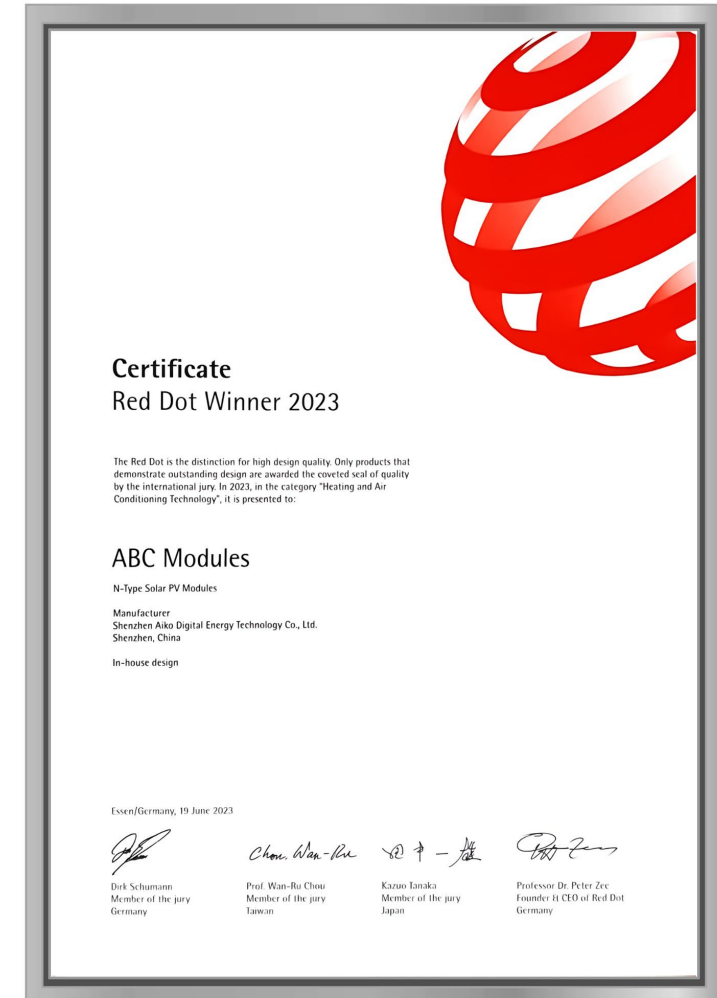 Certificate
Red Dot Winner 2023
The Red Dot is the distinction for high design quality. Only products that
demonstrate outstanding design are awarded the coveted seal of quality
by the international jury. In 2023, in the category "Heating and Air
Conditioning Technology", it is presented to:
ABC Modules
N-Type Solar PV Modules
Manufacturer
Shenzhen Aiko Digital Energy Technology Co., Ltd.
Shenzhen, China
In-house design
Essen/Germany, 19 June 2023
Chou. Wan-Ru
Dirk Schumann
Member of the jury
Germany
Prof. Wan-Ru Chou
Member of the jury
Taiwan
Kazuo Tanaka
Member of the jury
Japan
Professor Dr. Peter Zec
Founder & CEO of Red Dot
Germany